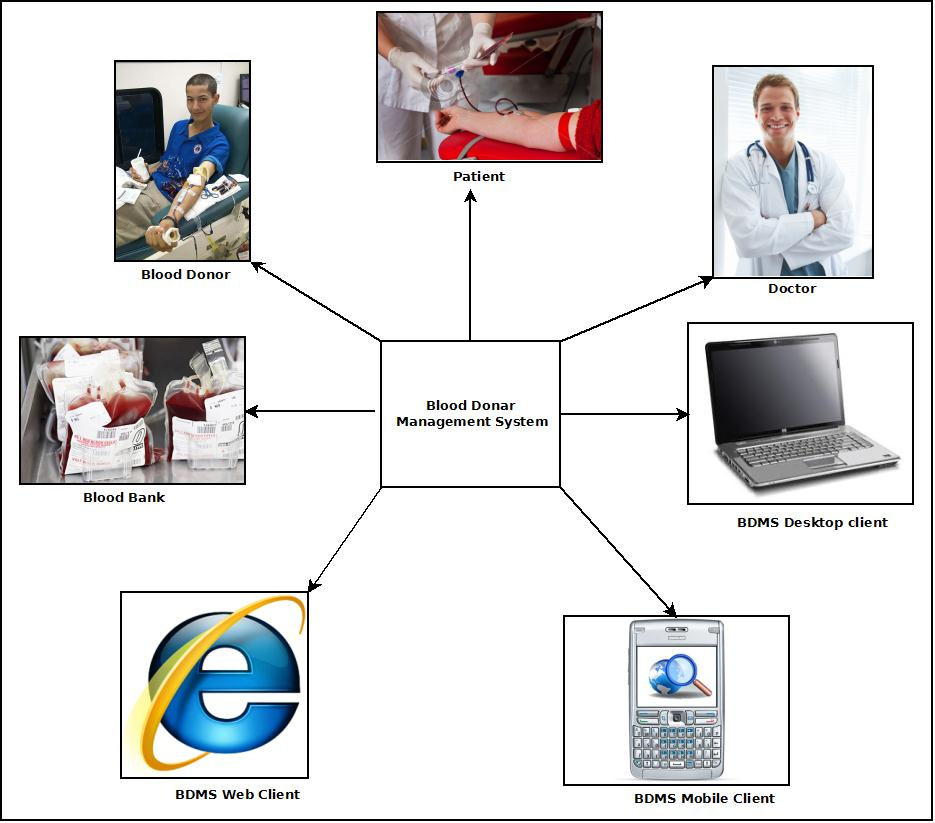 Patient
Blood Donor
Doctor
Blood Donar
Management System
Blood Bank
BDMS Desktop client
BDMS Web Client
BDMS Mobile Client